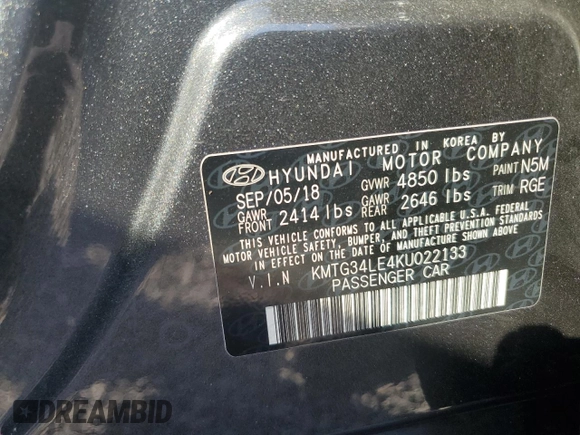 MANUFACTURED IN KOREA BY
HYUNDAI MOTOR COMPANY
SEP/05/18 GVWR 4850 lbs PAINT N5M
GAWR FRONT 2414 lbs GAWR REAR 2646 lbs TRIM RGE
THIS VEHICLE CONFORMS TO ALL APPLICABLE U.S.A. FEDERAL
MOTOR VEHICLE SAFETY, BUMPER, AND THEFT PREVENTION
STANDARDS IN EFFECT ON THE DATE OF MANUFACTURE SHOWN ABOVE.
V.I.N KMTG34LE4KU022133
PASSENGER CAR
DREAMBID